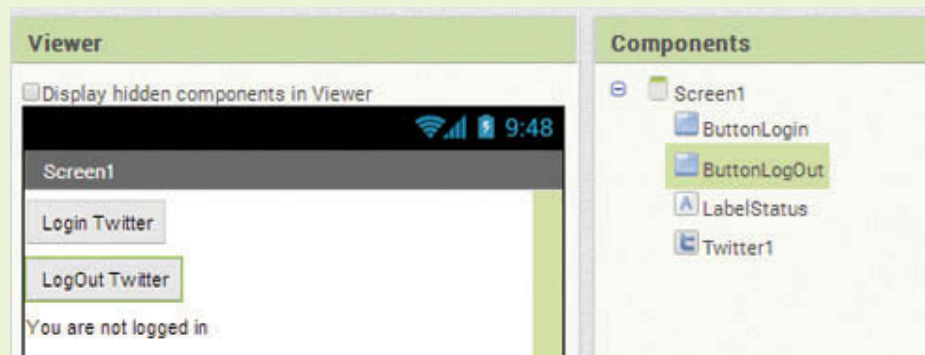 Viewer
Display hidden components in Viewer
9:48
Screen1
Login Twitter
LogOut Twitter
You are not logged in
Components
Screen1
ButtonLogin
ButtonLogOut
A LabelStatus
Twitter1